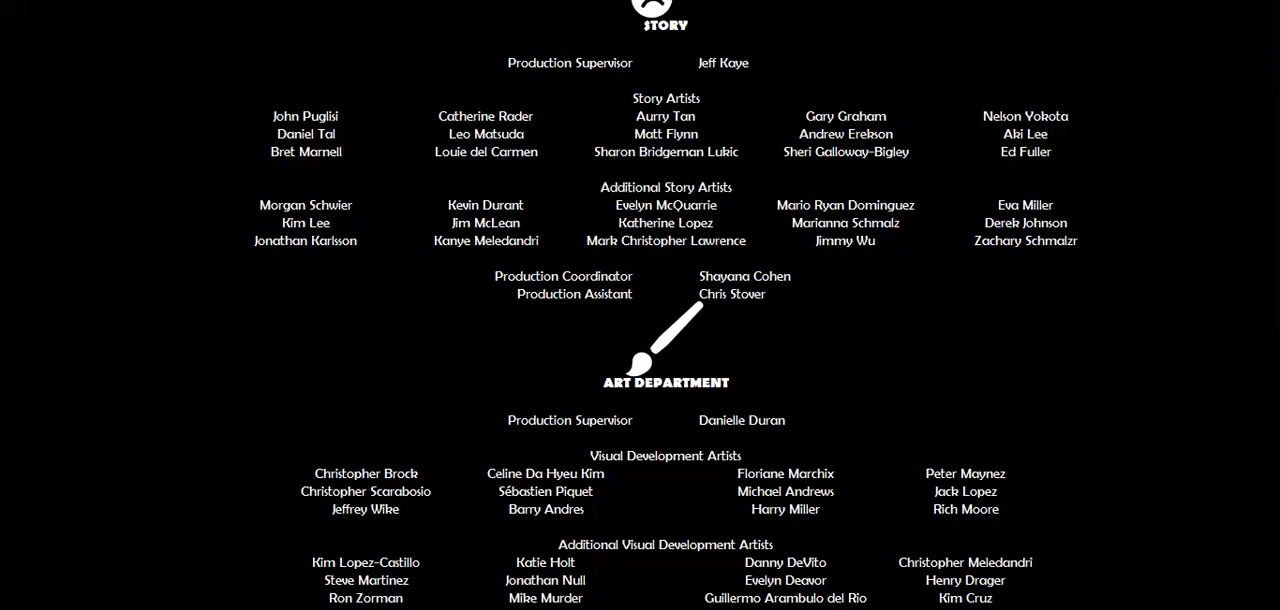 STORY
Production Supervisor Jeff Kaye
Story Artists
John Puglisi Catherine Rader Aurry Tan Gary Graham Nelson Yokota
Daniel Tal Leo Matsuda Matt Flynn Andrew Erekson Aki Lee
Bret Marnell Louie del Carmen Sharon Bridgeman Lukic Sheri Galloway-Bigley Ed Fuller
Additional Story Artists
Morgan Schwier Kevin Durant Evelyn McQuarrie Mario Ryan Dominguez Eva Miller
Kim Lee Jim McLean Katherine Lopez Marianna Schmalz Derek Johnson
Jonathan Karlsson Kanye Meledandri Mark Christopher Lawrence Jimmy Wu Zachary Schmalzr
Production Coordinator Shayana Cohen
Production Assistant Chris Stover
ART DEPARTMENT
Production Supervisor Danielle Duran
Visual Development Artists
Christopher Brock Celine Da Hyeu Kim Floriane Marchix Peter Maynez
Christopher Scarabosio Sébastien Piquet Michael Andrews Jack Lopez
Jeffrey Wike Barry Andres Harry Miller Rich Moore
Additional Visual Development Artists
Kim Lopez-Castillo Katie Holt Danny DeVito Christopher Meledandri
Steve Martinez Jonathan Null Evelyn Deavor Henry Drager
Ron Zorman Mike Murder Guillermo Arambulo del Rio Kim Cruz